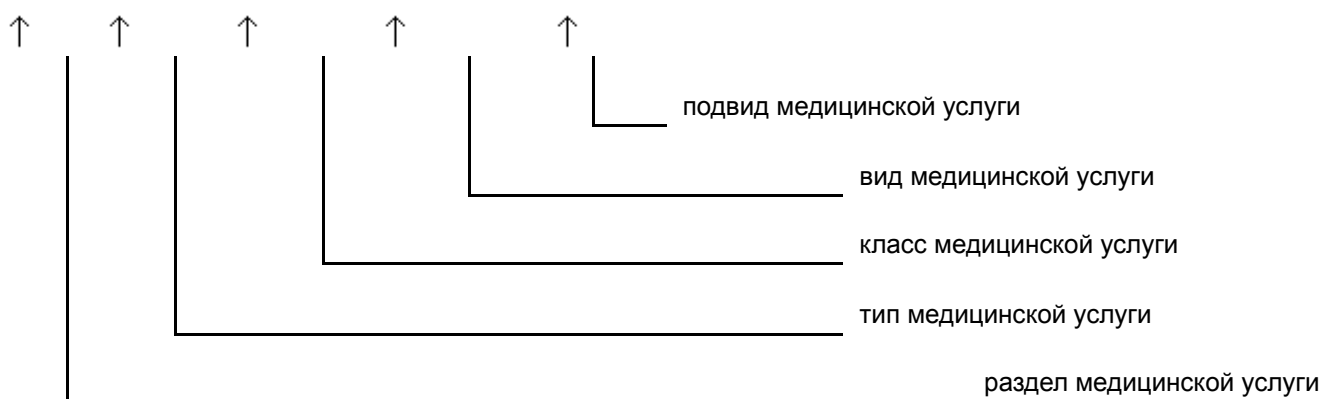 ↑ ↑ ↑ ↑ ↑
подвид медицинской услуги
вид медицинской услуги
класс медицинской услуги
тип медицинской услуги
раздел медицинской услуги